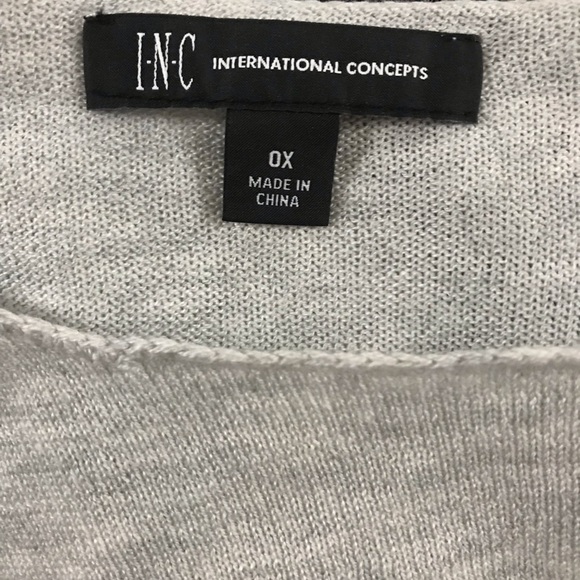 I·N·C INTERNATIONAL CONCEPTS
0X
MADE IN
CHINA